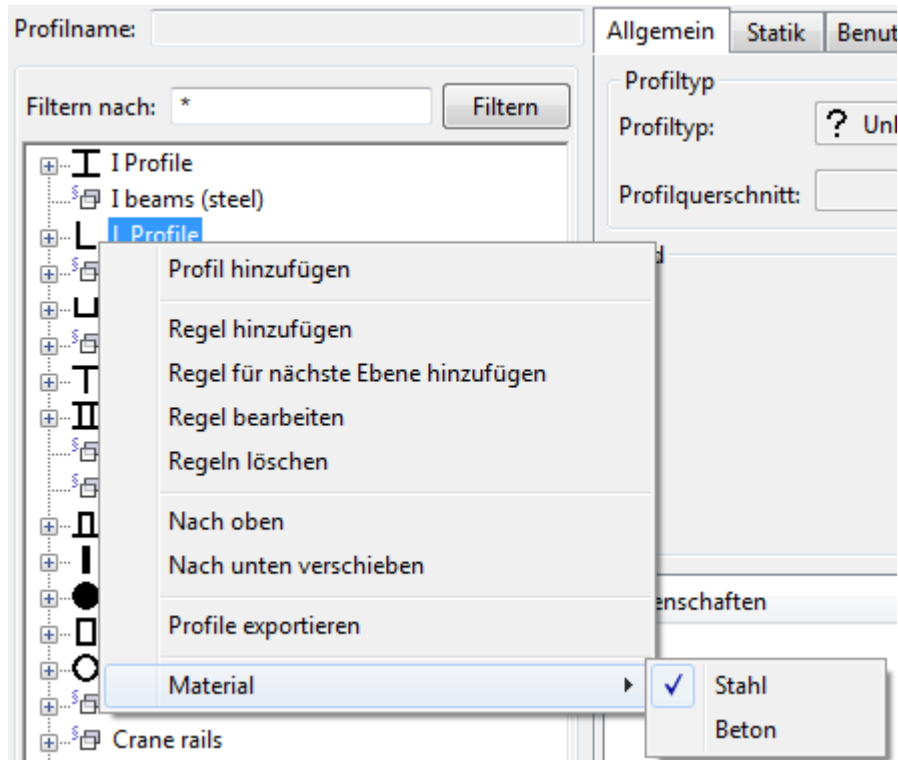 Profilname:
Allgemein Statik Benut
Profiltyp
Filtern nach: * Filtern
Profiltyp: ? Unl
I Profile
I beams (steel)
Profilquerschnitt:
L Profile
Profil hinzufügen
Regel hinzufügen
Regel für nächste Ebene hinzufügen
Regel bearbeiten
Regeln löschen
Nach oben
Nach unten verschieben
enschaften
Profile exportieren
Material
Stahl
Beton
Crane rails